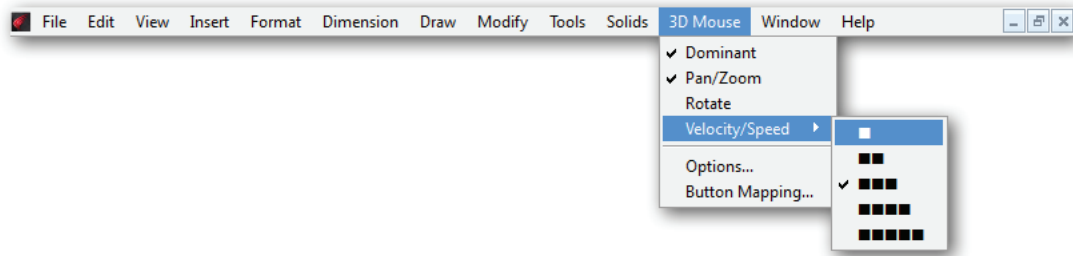 File Edit View Insert Format Dimension Draw Modify Tools Solids 3D Mouse Window Help
Dominant
Pan/Zoom
Rotate
Velocity/Speed
Options...
Button Mapping...